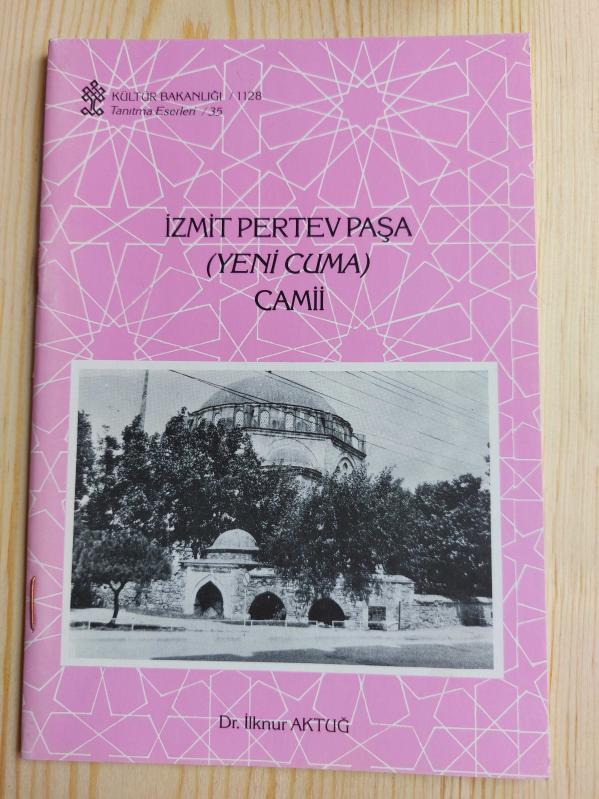 KÜLTÜR BAKANLIĞI / 1128
Tanıtma Eserleri / 35
İZMİT PERTEV PAŞA
(YENİ CUMA)
CAMİİ
Dr. İlknur AKTUĞ